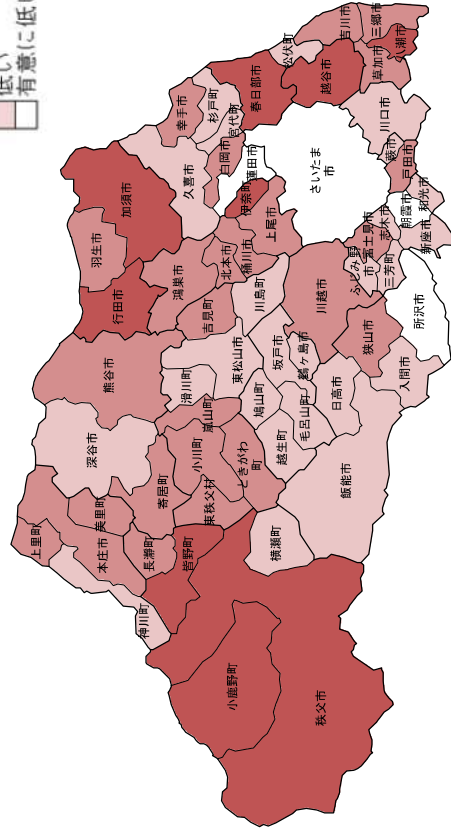 低い
有意に低い
上里町
神川町
本庄市
美里町
深谷市
熊谷市
行田市
羽生市
加須市
長瀞町
皆野町
寄居町
小鹿野町
秩父市
東秩父村
小川町
嵐山町
ときがわ
町
滑川町
東松山市
吉見町
鴻巣市
北本市
桶川市
久喜市
幸手市
杉戸町
宮代町
白岡市
蓮田市
伊奈町
上尾市
川島町
横瀬町
飯能市
越生町
毛呂山町
鳩山町
坂戸市
鶴ヶ島市
日高市
川越市
狭山市
入間市
所沢市
さいたま
市
春日部市
松伏町
越谷市
吉川市
三郷市
八潮市
草加市
川口市
蕨市
戸田市
ふじみ野
市
富士見市
三芳町
志木市
朝霞市
新座市
和光市